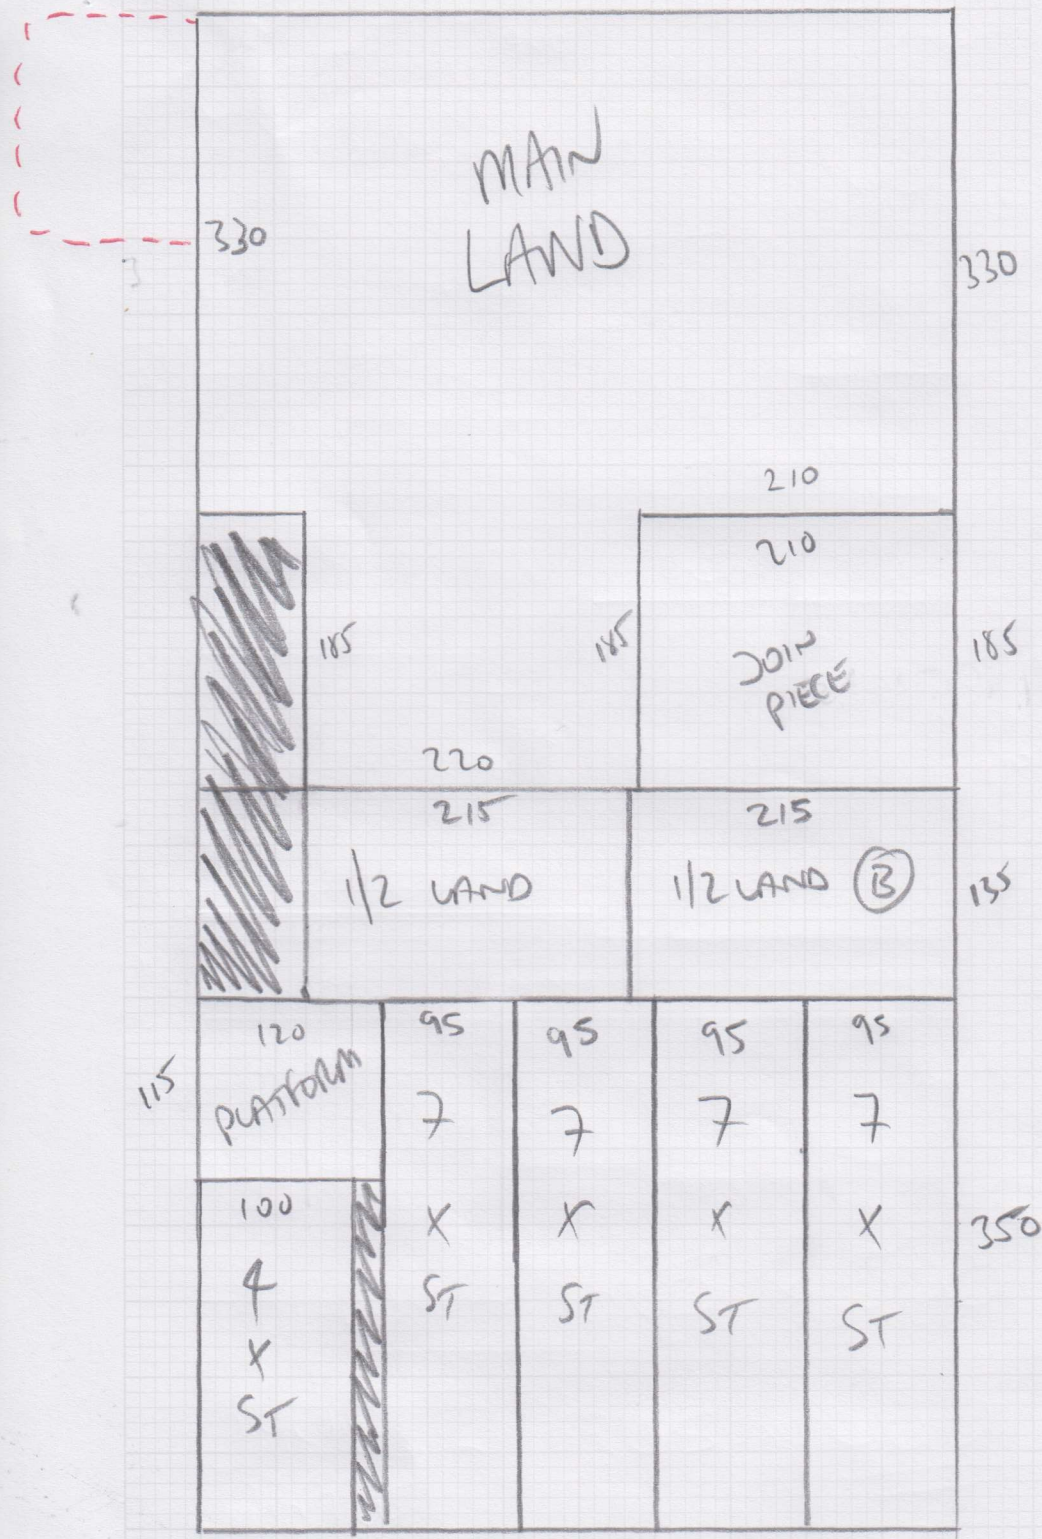 MAIN
LAND
330
330
210
210
185
185
JOIN
PIECE
185
220
215
215
1/2 LAND
1/2 LAND B
135
120
PLATFORM
115
95
95
95
95
7
7
7
7
100
X
X
X
X
350
4
ST
ST
ST
ST
X
ST